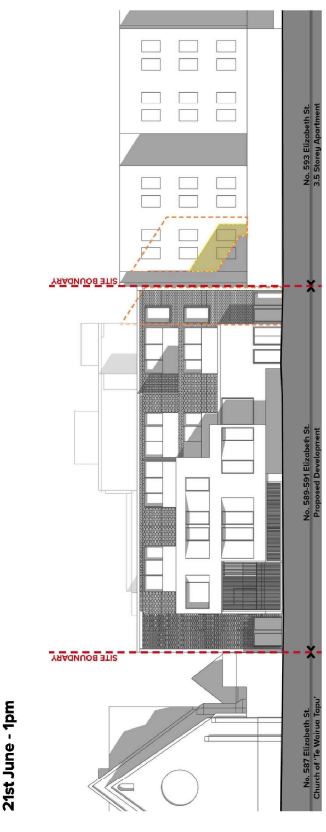 21st June - 1pm
SITE BOUNDARY
SITE BOUNDARY
No. 587 Elizabeth St.
Church of 'Te Wairua Tapu'
No. 589-591 Elizabeth St.
Proposed Development
No. 593 Elizabeth St.
3.5 Storey Apartment